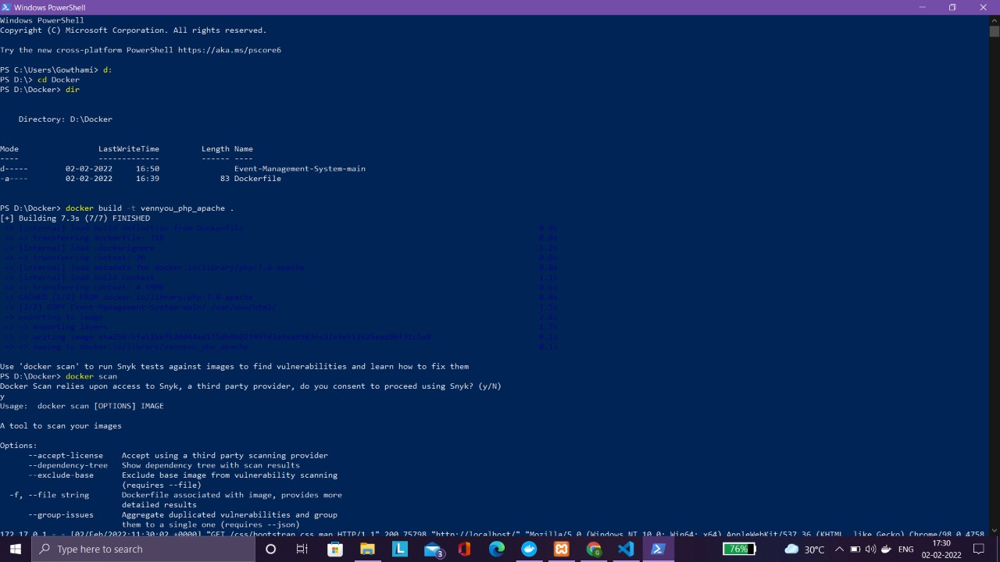 Windows PowerShell
Windows PowerShell
Copyright (C) Microsoft Corporation. All rights reserved.
Try the new cross-platform PowerShell https://aka.ms/pscore6
PS C:\Users\Gowthami> d:
PS D:\> cd Docker
PS D:\Docker> dir
Directory: D:\Docker
Mode LastWriteTime Length Name
---- ------------- ------ ----
d----- 02-02-2022 16:50 Event-Management-System-main
-a---- 02-02-2022 16:39 83 Dockerfile
PS D:\Docker> docker build -t vennyou_php_apache .
[+] Building 7.3s (7/7) FINISHED
=> [internal] load build definition from Dockerfile 0.9s
=> => transferring dockerfile: 31B 0.0s
=> [internal] load .dockerignore 1.2s
=> => transferring context: 2B 0.0s
=> [internal] load metadata for docker.io/library/php:7.4-apache 0.0s
=> [internal] load build context
=> => transferring context: 4.69MB 0.0s
=> CACHED [1/2] FROM docker.io/library/php:7.4-apache 0.0s
=> [2/2] COPY Event-Management-System-main/ /var/www/html/ 1.5s
=> exporting to image
=> => exporting layers 1.7s
=> => writing image
=> => naming to docker.io/library/vennyou_php_apache 0.1s
Use 'docker scan' to run Snyk tests against images to find vulnerabilities and learn how to fix them
PS D:\Docker> docker scan
Docker Scan relies upon access to Snyk, a third party provider, do you consent to proceed using Snyk? (y/N)
y
Usage: docker scan [OPTIONS] IMAGE
A tool to scan your images
Options:
--accept-license Accept using a third party scanning provider
--dependency-tree Show dependency tree with scan results
--exclude-base Exclude base image from vulnerability scanning
(requires --file)
-f, --file string Dockerfile associated with image, provides more
detailed results
--group-issues Aggregate duplicated vulnerabilities and group
them to a single one (requires --json)
172.17.0.1 - - [02/Feb/2022:11:30:02 +0000] "GET /css/bootstrap.css.map HTTP/1.1" 200 75798 "http://localhost/" "Mozilla/5.0 (Windows NT 10.0; Win64; x64) AppleWebKit/537.36 (KHTML, like Gecko) Chrome/98.0.4758
Type here to search
L
3
G
76%
30°C
ENG
17:30
02-02-2022